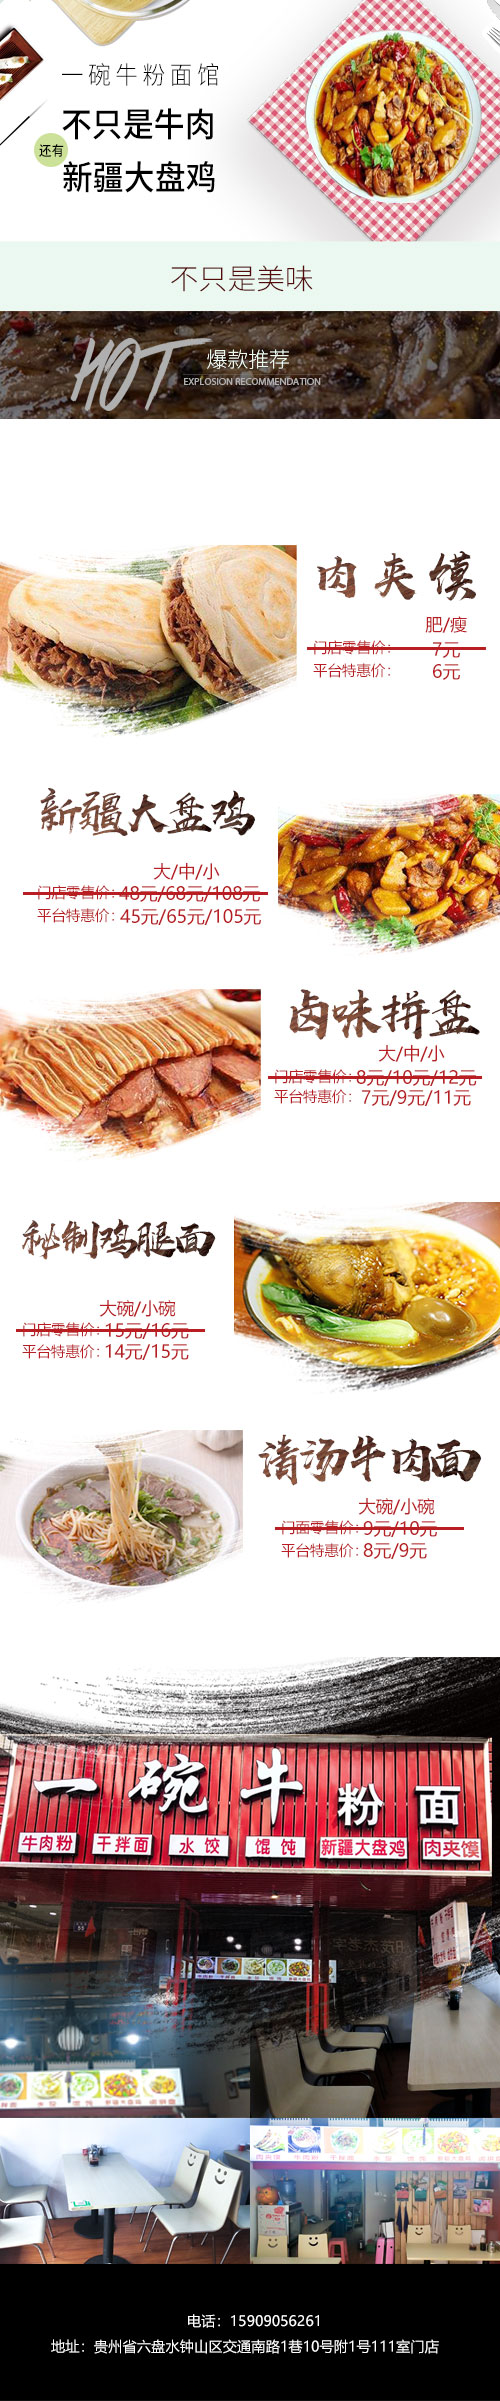 一碗牛粉面馆
不只是牛肉
还有
新疆大盘鸡
不只是美味
HOT
爆款推荐
EXPLOSION RECOMMENDATION
肉夹馍
肥/瘦
门店零售价： 7元
平台特惠价： 6元
新疆大盘鸡
大/中/小
门店零售价：48元/68元/108元
平台特惠价：45元/65元/105元
卤味拼盘
大/中/小
门店零售价：8元/10元/12元
平台特惠价：7元/9元/11元
秘制鸡腿面
大碗/小碗
门店零售价：15元/16元
平台特惠价：14元/15元
清汤牛肉面
大碗/小碗
门面零售价：9元/10元
平台特惠价：8元/9元
一碗牛粉面
牛肉粉 干拌面 水饺 馄饨 新疆大盘鸡 肉夹馍
电话：15909056261
地址：贵州省六盘水钟山区交通南路1巷10号附1号111室门店